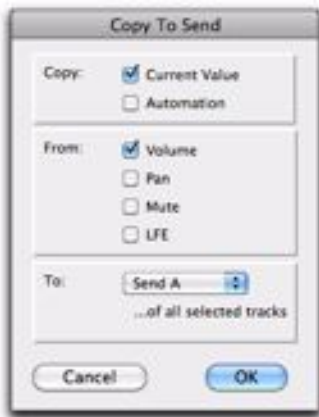 Copy To Send
Copy: Current Value
Automation
From: Volume
Pan
Mute
LFE
To: Send A
...of all selected tracks
Cancel OK